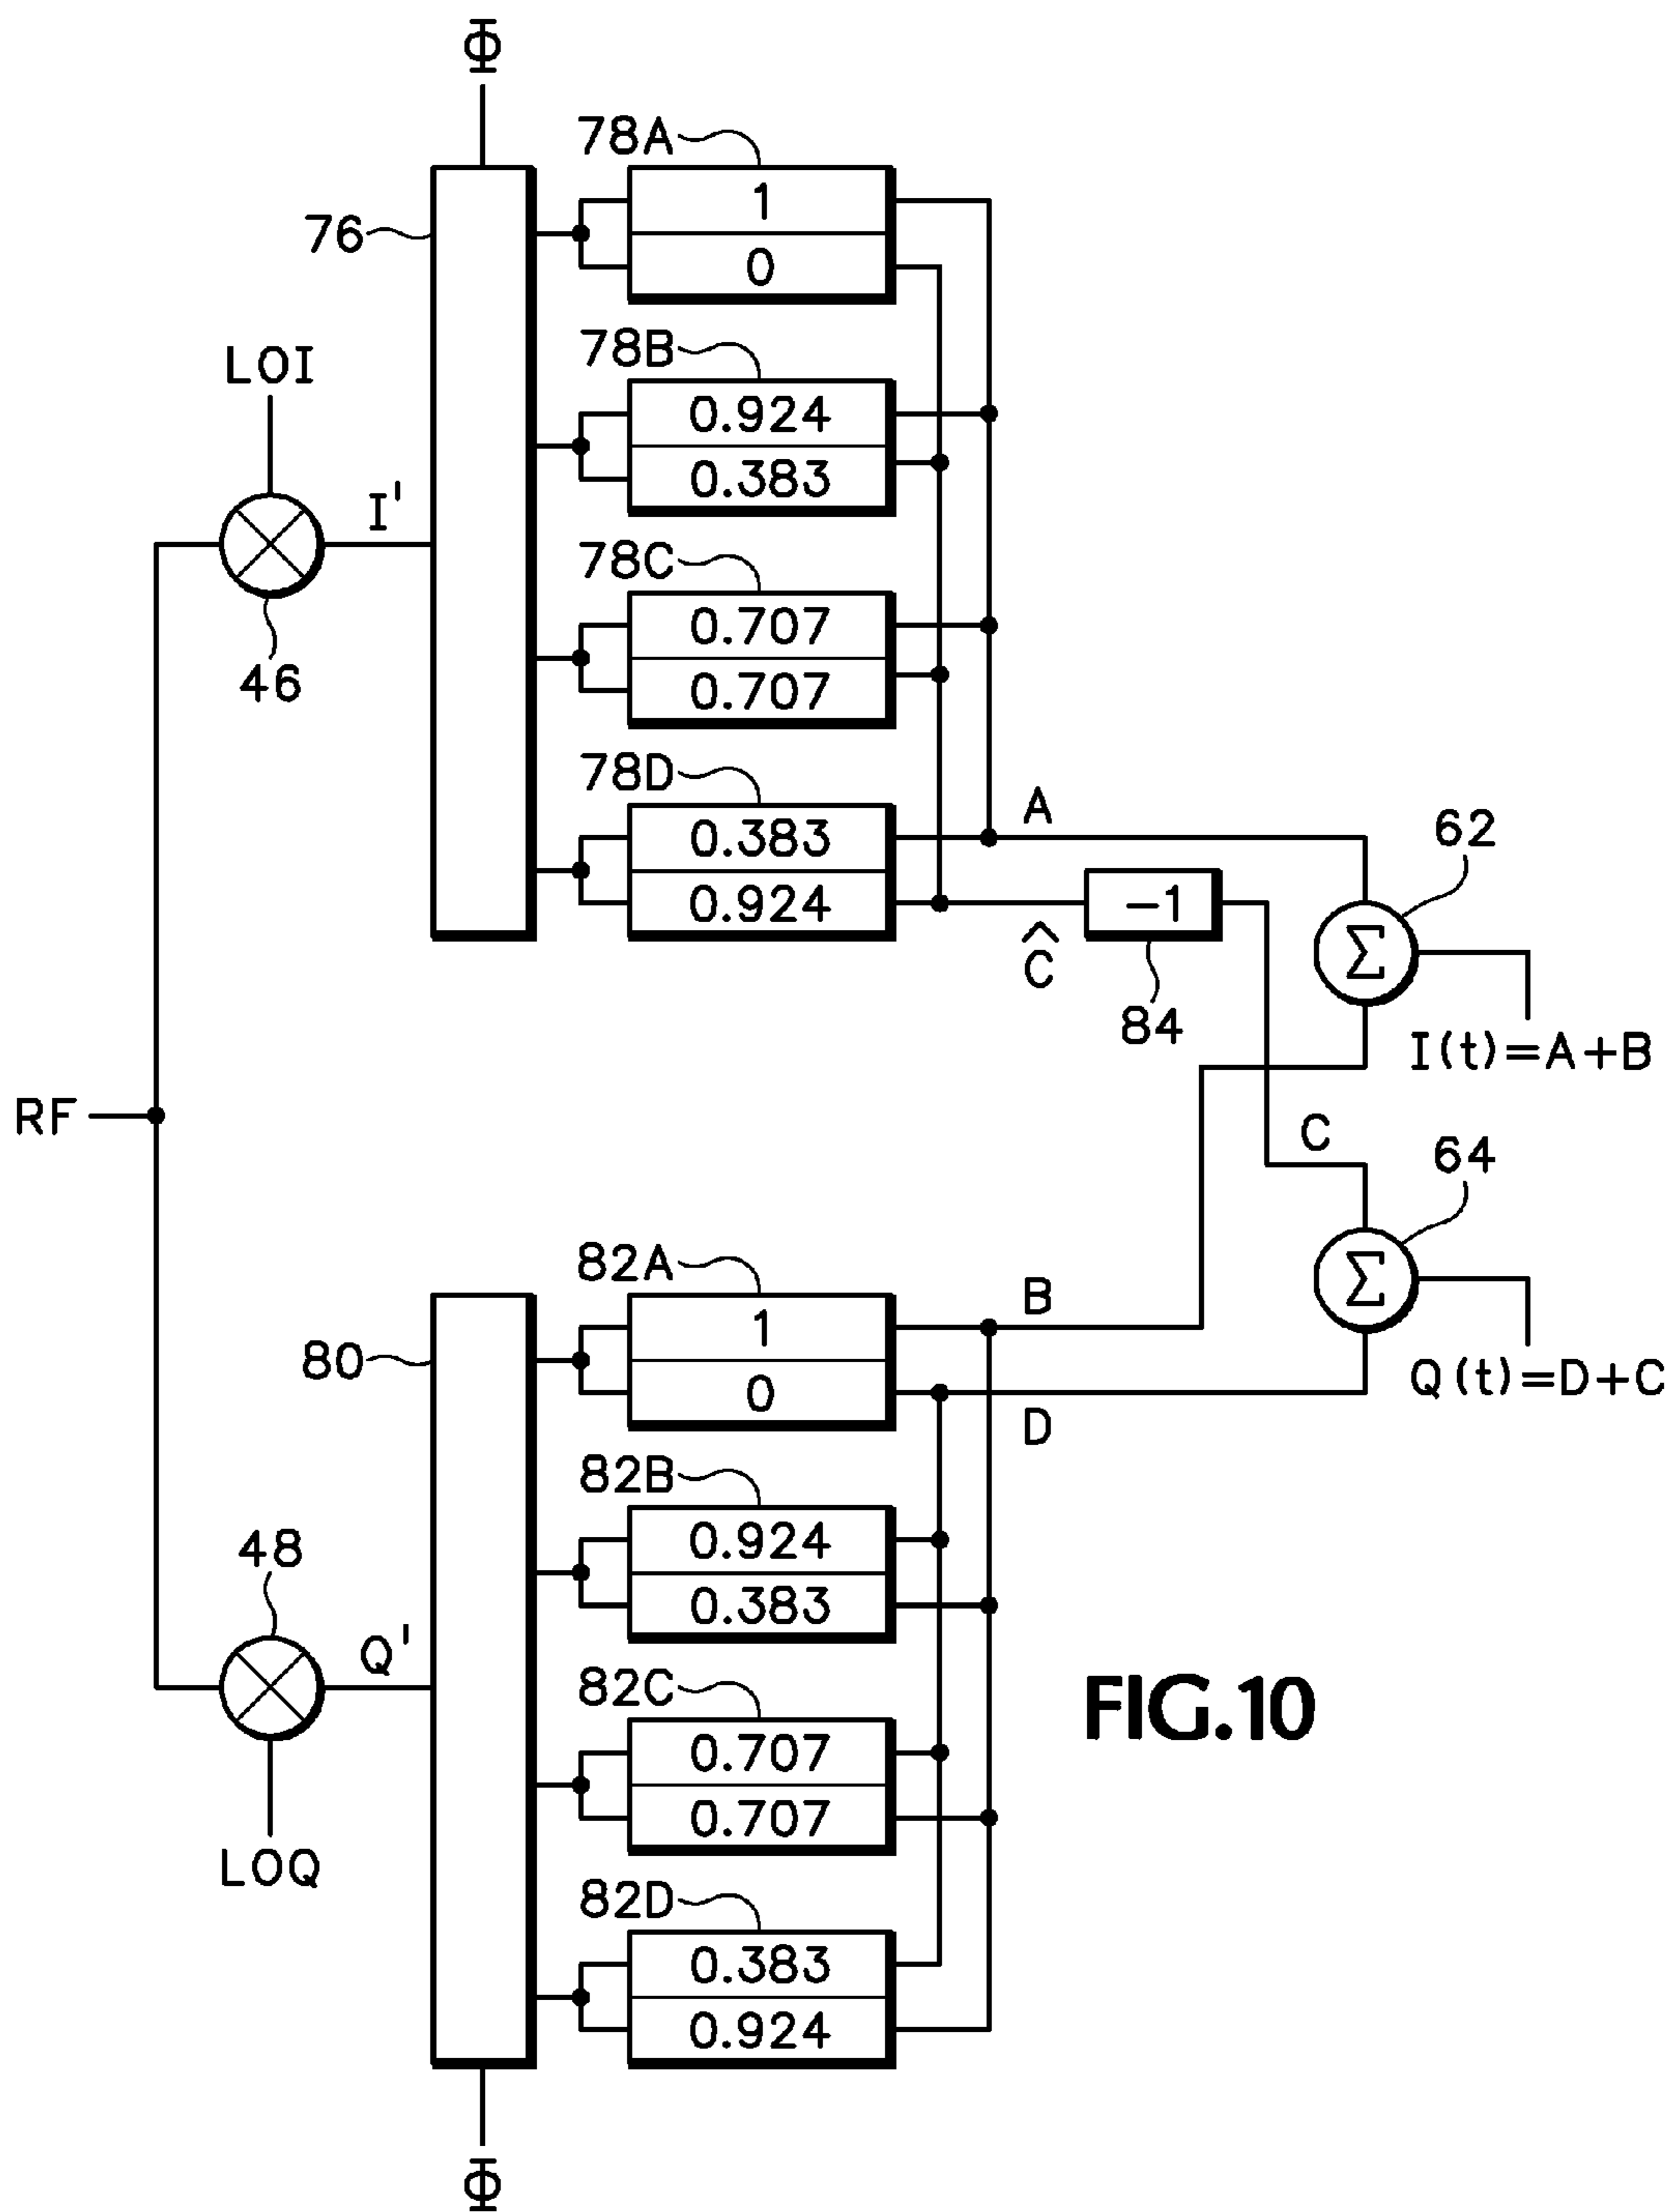 Φ
78A
1
0
76
78B
0.924
0.383
LOI
I'
46
78C
0.707
0.707
78D
0.383
0.924
A
Ĉ
-1
84
62
Σ
I(t)=A+B
RF
C
64
Σ
Q(t)=D+C
82A
1
0
B
D
80
82B
0.924
0.383
48
Q'
LOQ
82C
0.707
0.707
FIG.10
82D
0.383
0.924
Φ